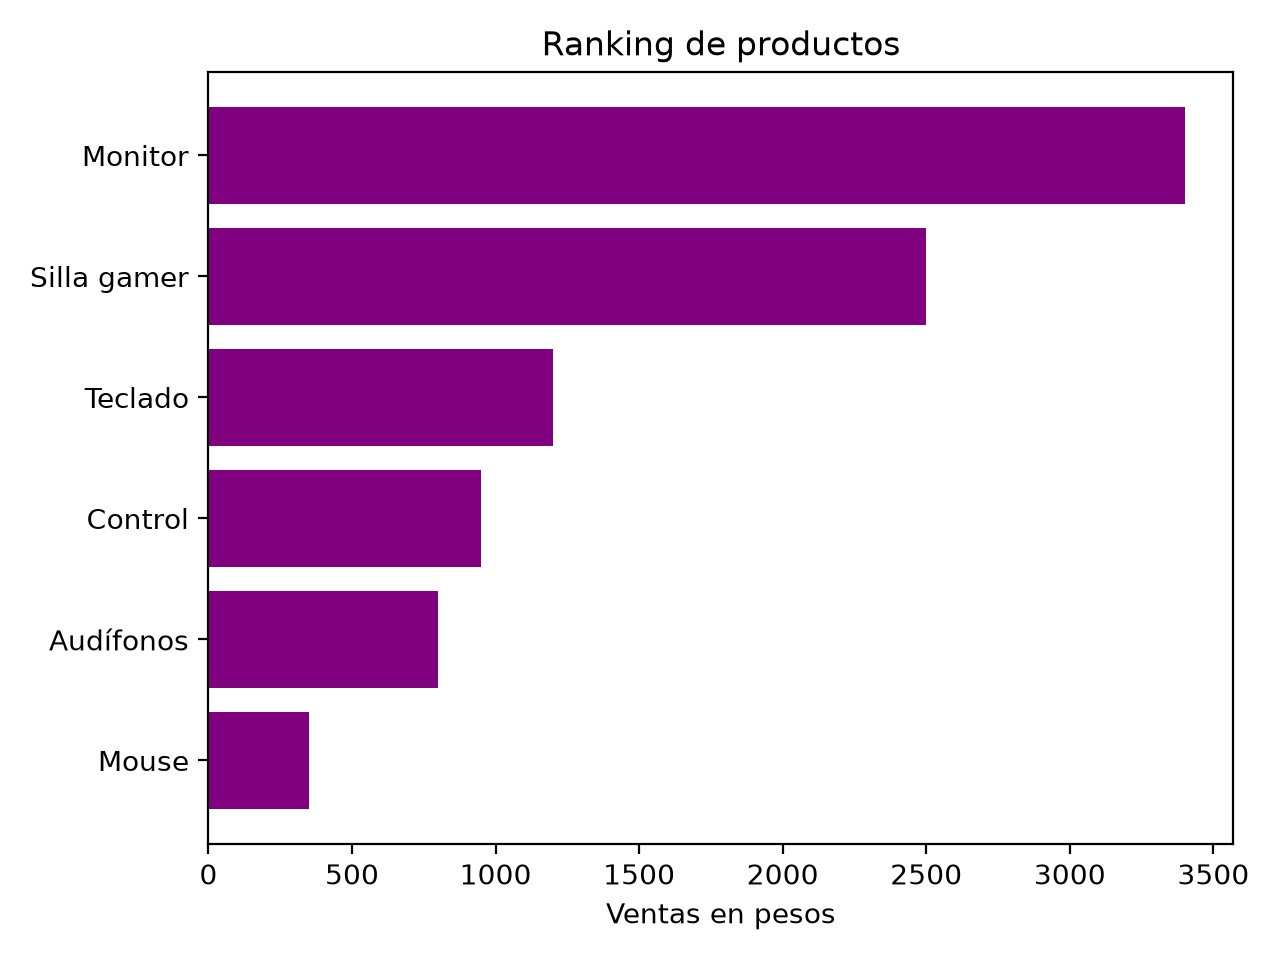 Ranking de productos
Monitor
Silla gamer
Teclado
Control
Audífonos
Mouse
0 500 1000 1500 2000 2500 3000 3500
Ventas en pesos